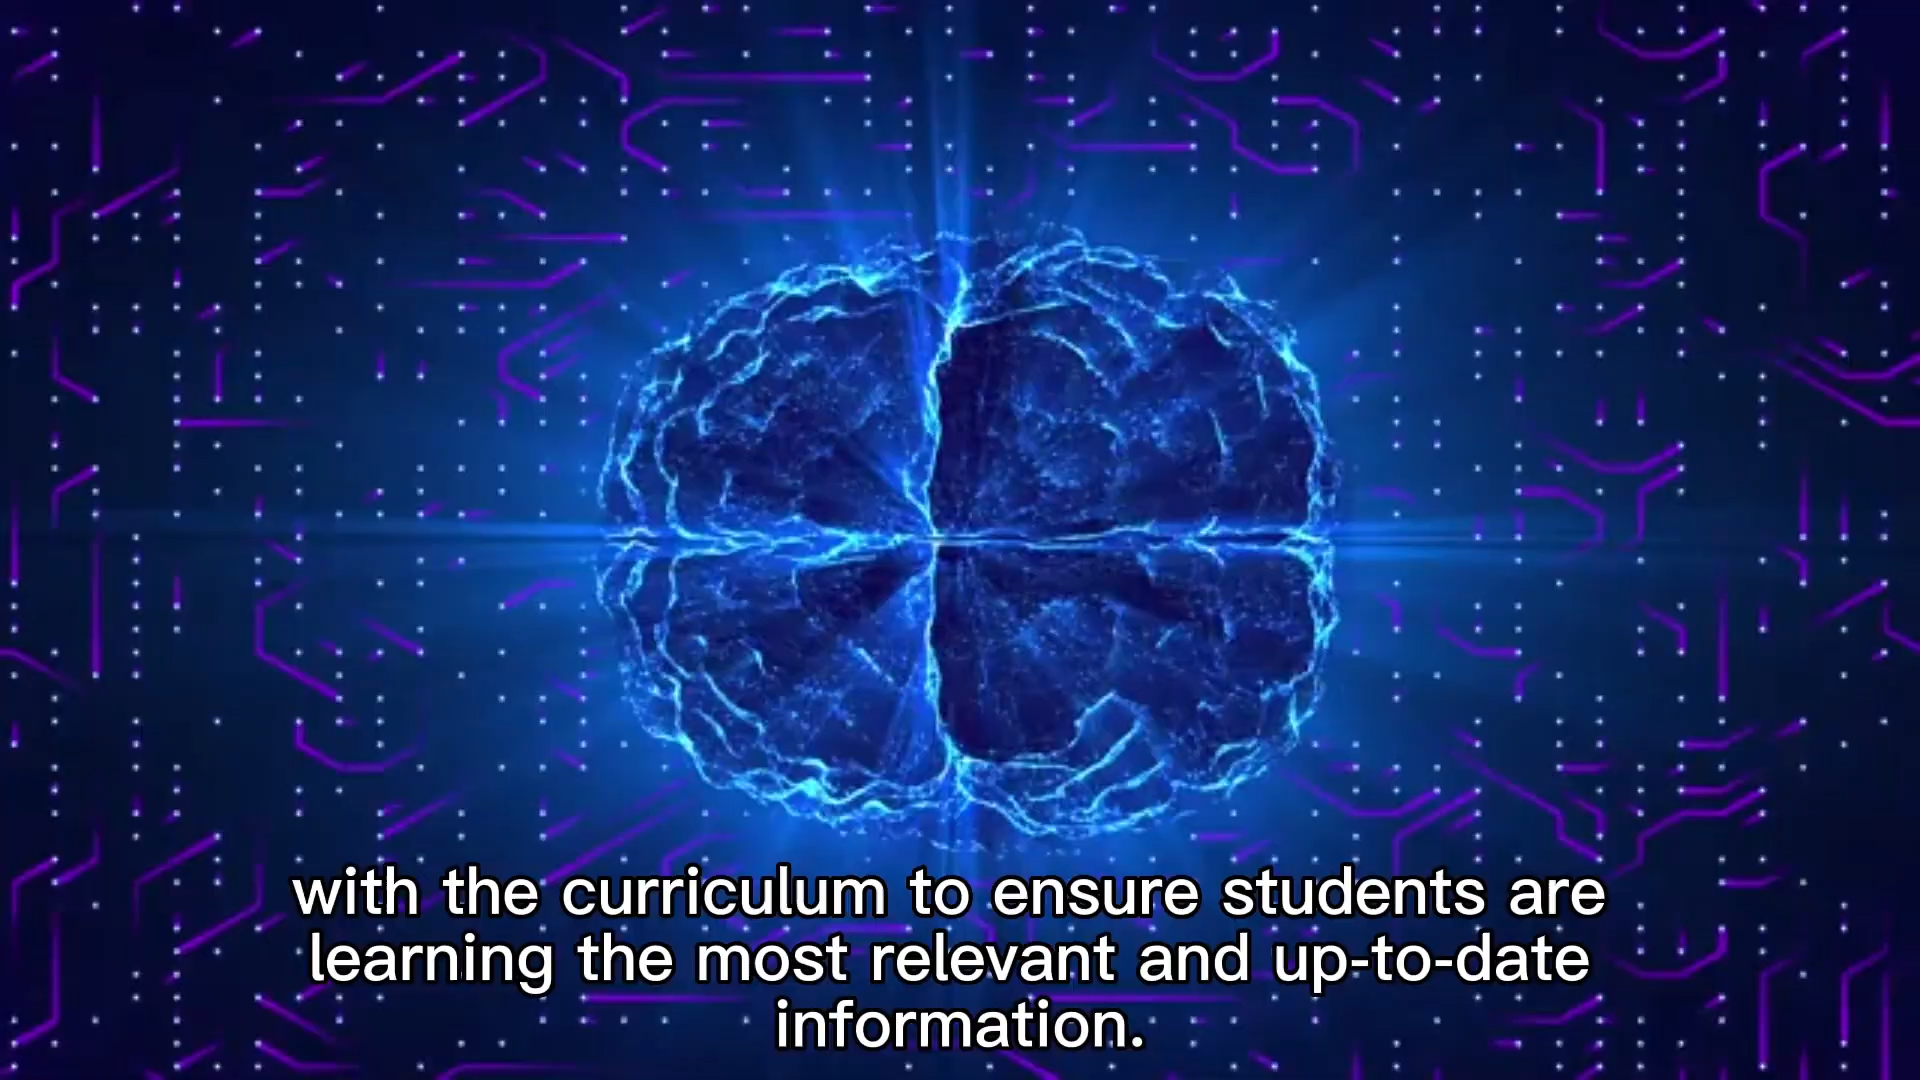 with the curriculum to ensure students are
learning the most relevant and up-to-date
information.